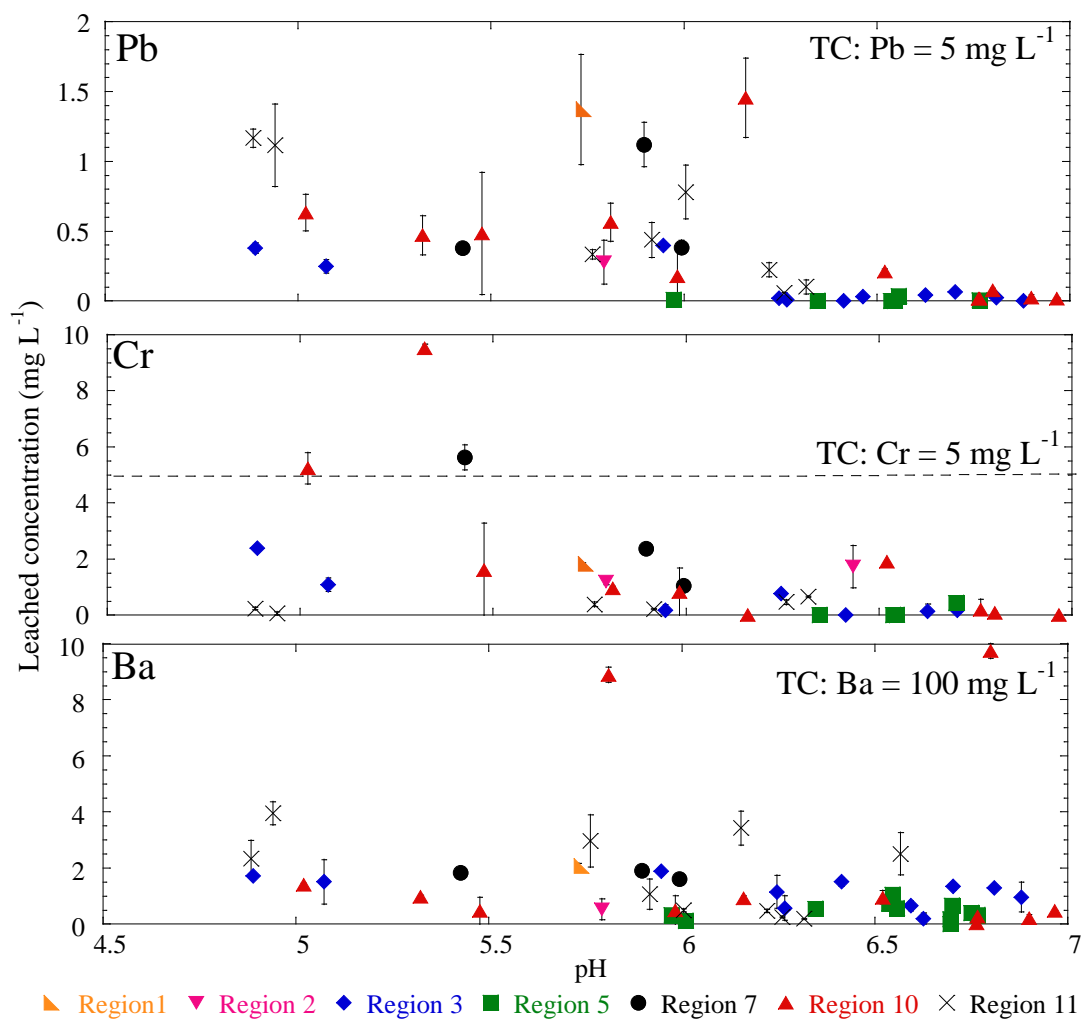 Pb
TC: Pb = 5 mg L⁻¹
2
1.5
1
0.5
0
Cr
TC: Cr = 5 mg L⁻¹
10
8
6
4
2
0
Ba
TC: Ba = 100 mg L⁻¹
10
8
6
4
2
0
Leached concentration (mg L⁻¹)
4.5 5 5.5 6 6.5 7
pH
Region1 Region 2 Region 3 Region 5 Region 7 Region 10 Region 11